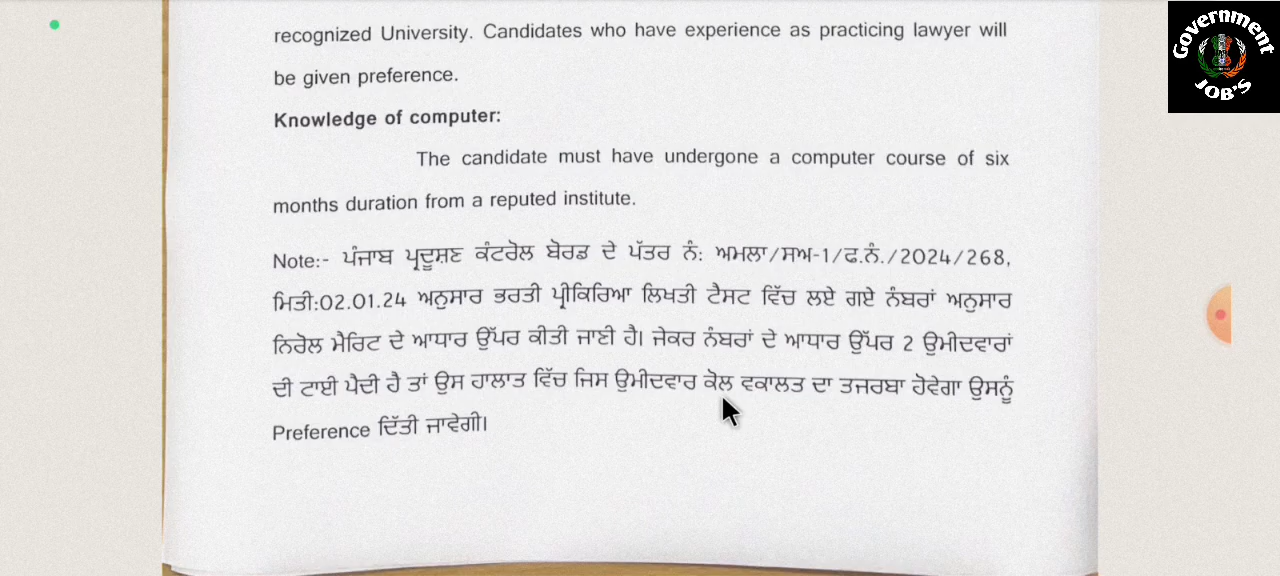 Government
JOB'S
recognized University. Candidates who have experience as practicing lawyer will
be given preference.
Knowledge of computer:
The candidate must have undergone a computer course of six
months duration from a reputed institute.
Note:- ਪੰਜਾਬ ਪ੍ਰਦੂਸ਼ਣ ਕੰਟਰੋਲ ਬੋਰਡ ਦੇ ਪੱਤਰ ਨੰ: ਅਮਲਾ/ਸਅ-1/ਫ.ਨੰ./2024/268,
ਮਿਤੀ:02.01.24 ਅਨੁਸਾਰ ਭਰਤੀ ਪ੍ਰੀਕਿਰਿਆ ਲਿਖਤੀ ਟੈਸਟ ਵਿੱਚ ਲਏ ਗਏ ਨੰਬਰਾਂ ਅਨੁਸਾਰ
ਨਿਰੋਲ ਮੈਰਿਟ ਦੇ ਆਧਾਰ ਉੱਪਰ ਕੀਤੀ ਜਾਣੀ ਹੈ। ਜੇਕਰ ਨੰਬਰਾਂ ਦੇ ਆਧਾਰ ਉੱਪਰ 2 ਉਮੀਦਵਾਰਾਂ
ਦੀ ਟਾਈ ਪੈਦੀ ਹੈ ਤਾਂ ਉਸ ਹਾਲਾਤ ਵਿੱਚ ਜਿਸ ਉਮੀਦਵਾਰ ਕੋਲ ਵਕਾਲਤ ਦਾ ਤਜਰਬਾ ਹੋਵੇਗਾ ਉਸਨੂੰ
Preference ਦਿੱਤੀ ਜਾਵੇਗੀ।